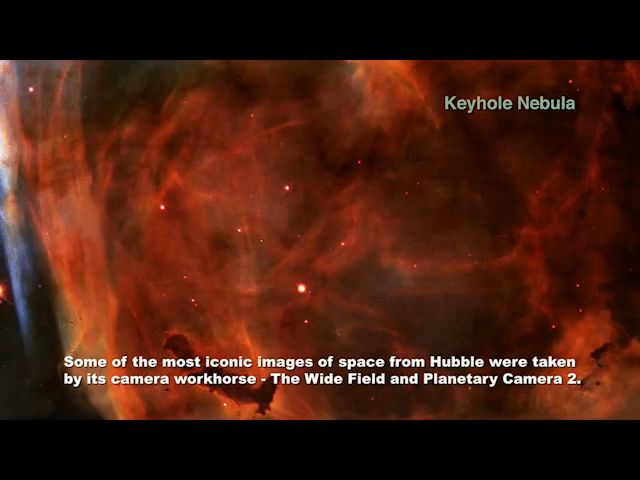 Keyhole Nebula
Some of the most iconic images of space from Hubble were taken
by its camera workhorse - The Wide Field and Planetary Camera 2.